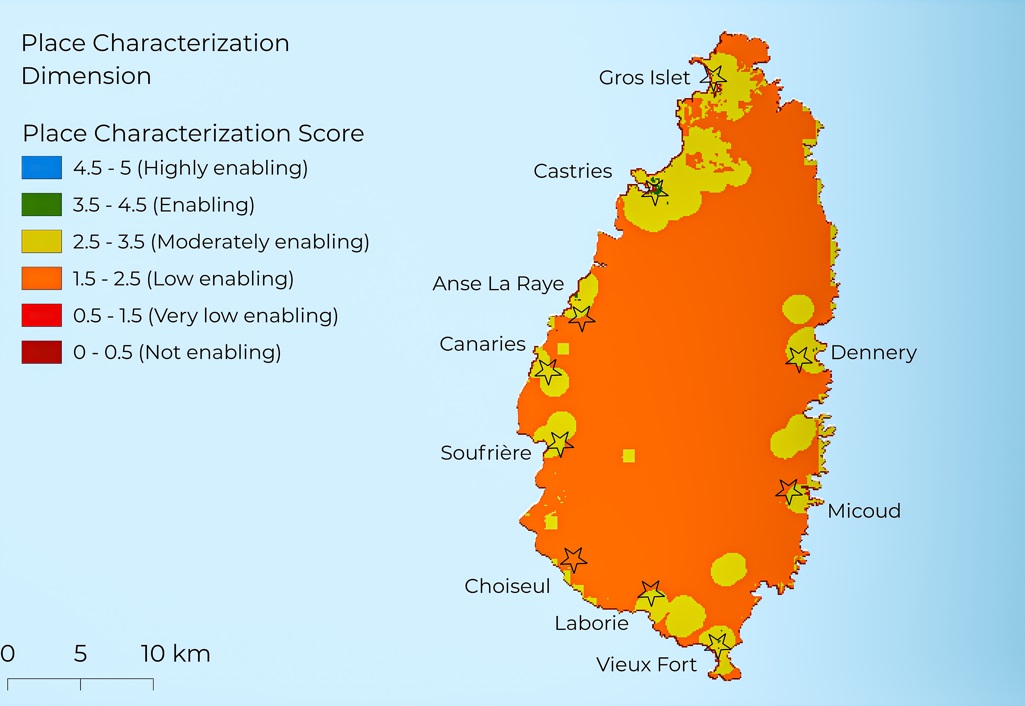 Place Characterization
Dimension
Place Characterization Score
4.5 - 5 (Highly enabling)
3.5 - 4.5 (Enabling)
2.5 - 3.5 (Moderately enabling)
1.5 - 2.5 (Low enabling)
0.5 - 1.5 (Very low enabling)
0 - 0.5 (Not enabling)
Gros Islet
Castries
Anse La Raye
Canaries
Dennery
Soufrière
Micoud
Choiseul
Laborie
Vieux Fort
0 5 10 km